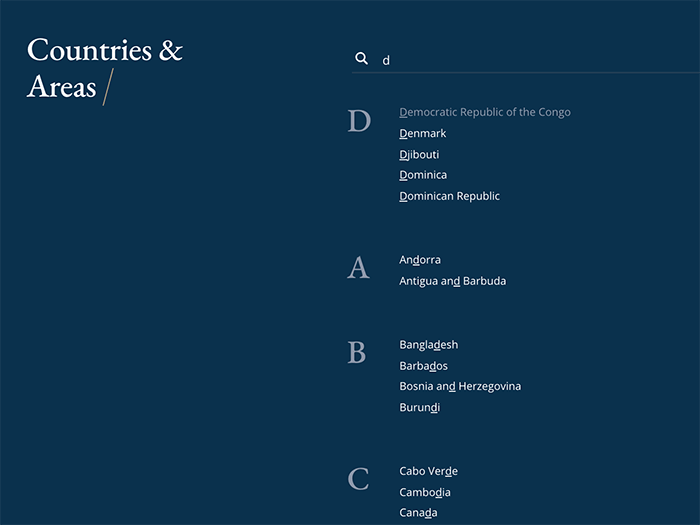 Countries &
Areas /
d
D
Democratic Republic of the Congo
Denmark
Djibouti
Dominica
Dominican Republic
A
Andorra
Antigua and Barbuda
B
Bangladesh
Barbados
Bosnia and Herzegovina
Burundi
C
Cabo Verde
Cambodia
Canada